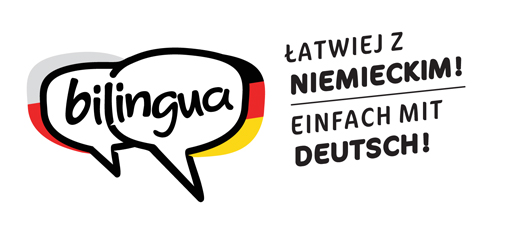 bilingua
ŁATWIEJ Z
NIEMIECKIM!
EINFACH MIT
DEUTSCH!